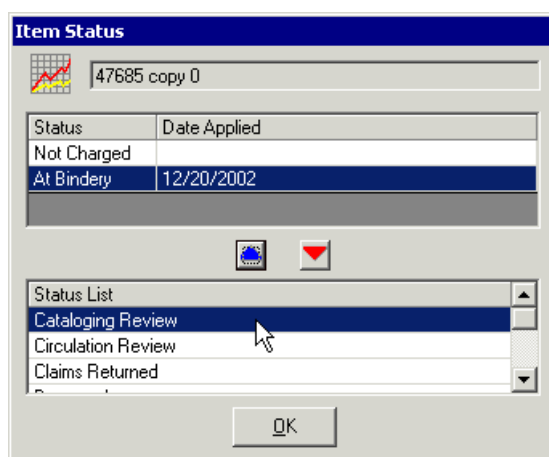 Item Status
47685 copy 0
Status Date Applied
Not Charged
At Bindery 12/20/2002
Status List
Cataloging Review
Circulation Review
Claims Returned
OK